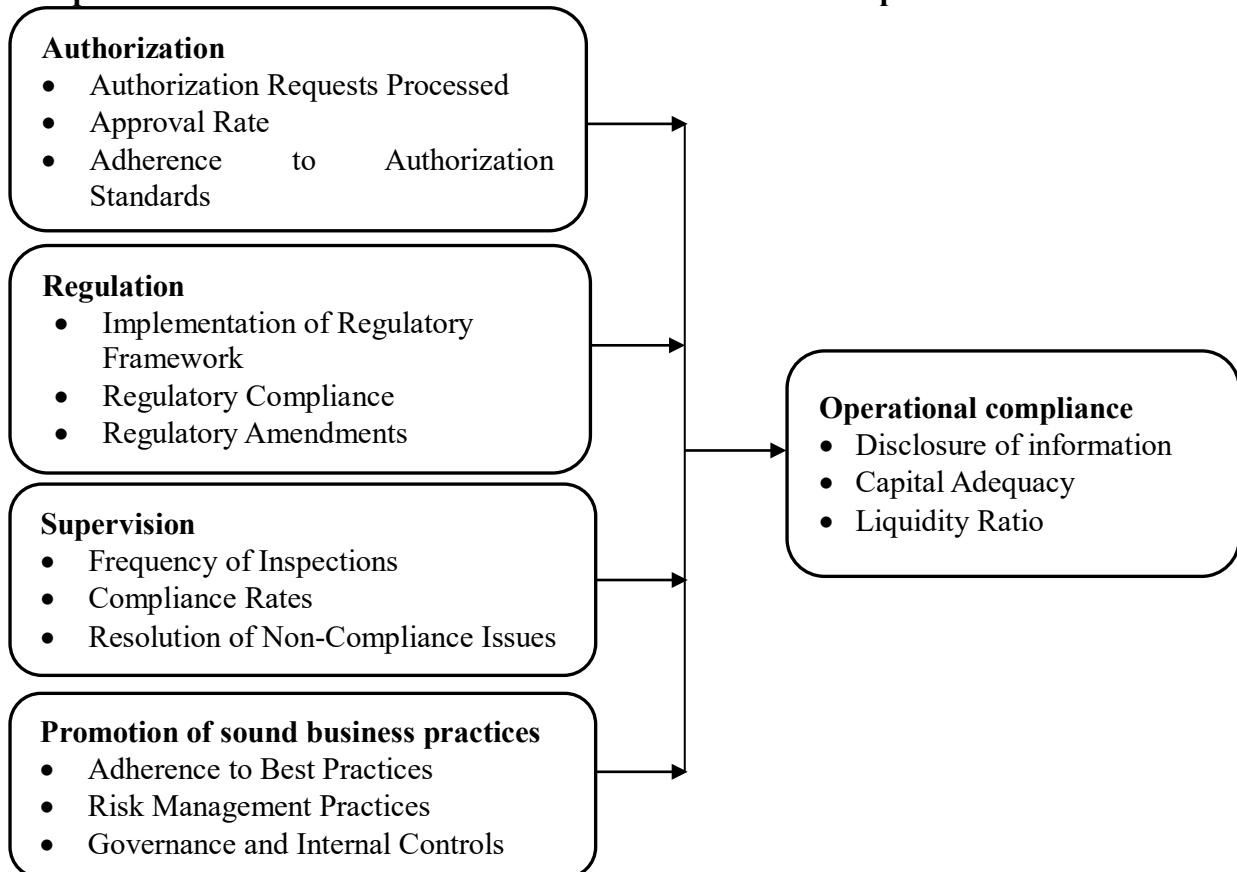 Authorization
• Authorization Requests Processed
• Approval Rate
• Adherence to Authorization
Standards
Regulation
• Implementation of Regulatory
Framework
• Regulatory Compliance
• Regulatory Amendments
Supervision
• Frequency of Inspections
• Compliance Rates
• Resolution of Non-Compliance Issues
Promotion of sound business practices
• Adherence to Best Practices
• Risk Management Practices
• Governance and Internal Controls
Operational compliance
• Disclosure of information
• Capital Adequacy
• Liquidity Ratio